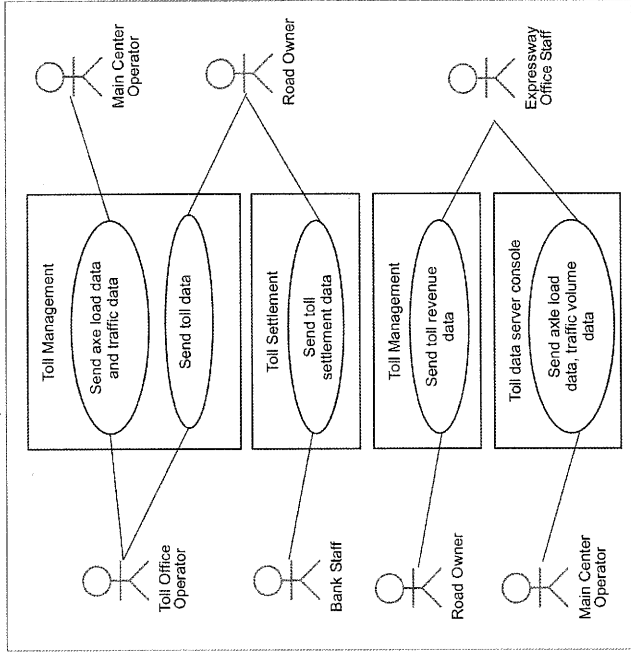 Toll Management
Send axe load data
and traffic data
Send toll data
Toll Office
Operator
Main Center
Operator
Road Owner
Toll Settlement
Send toll
settlement data
Bank Staff
Toll Management
Send toll revenue
data
Road Owner
Expressway
Office Staff
Toll data server console
Send axle load
data, traffic volume
data
Main Center
Operator